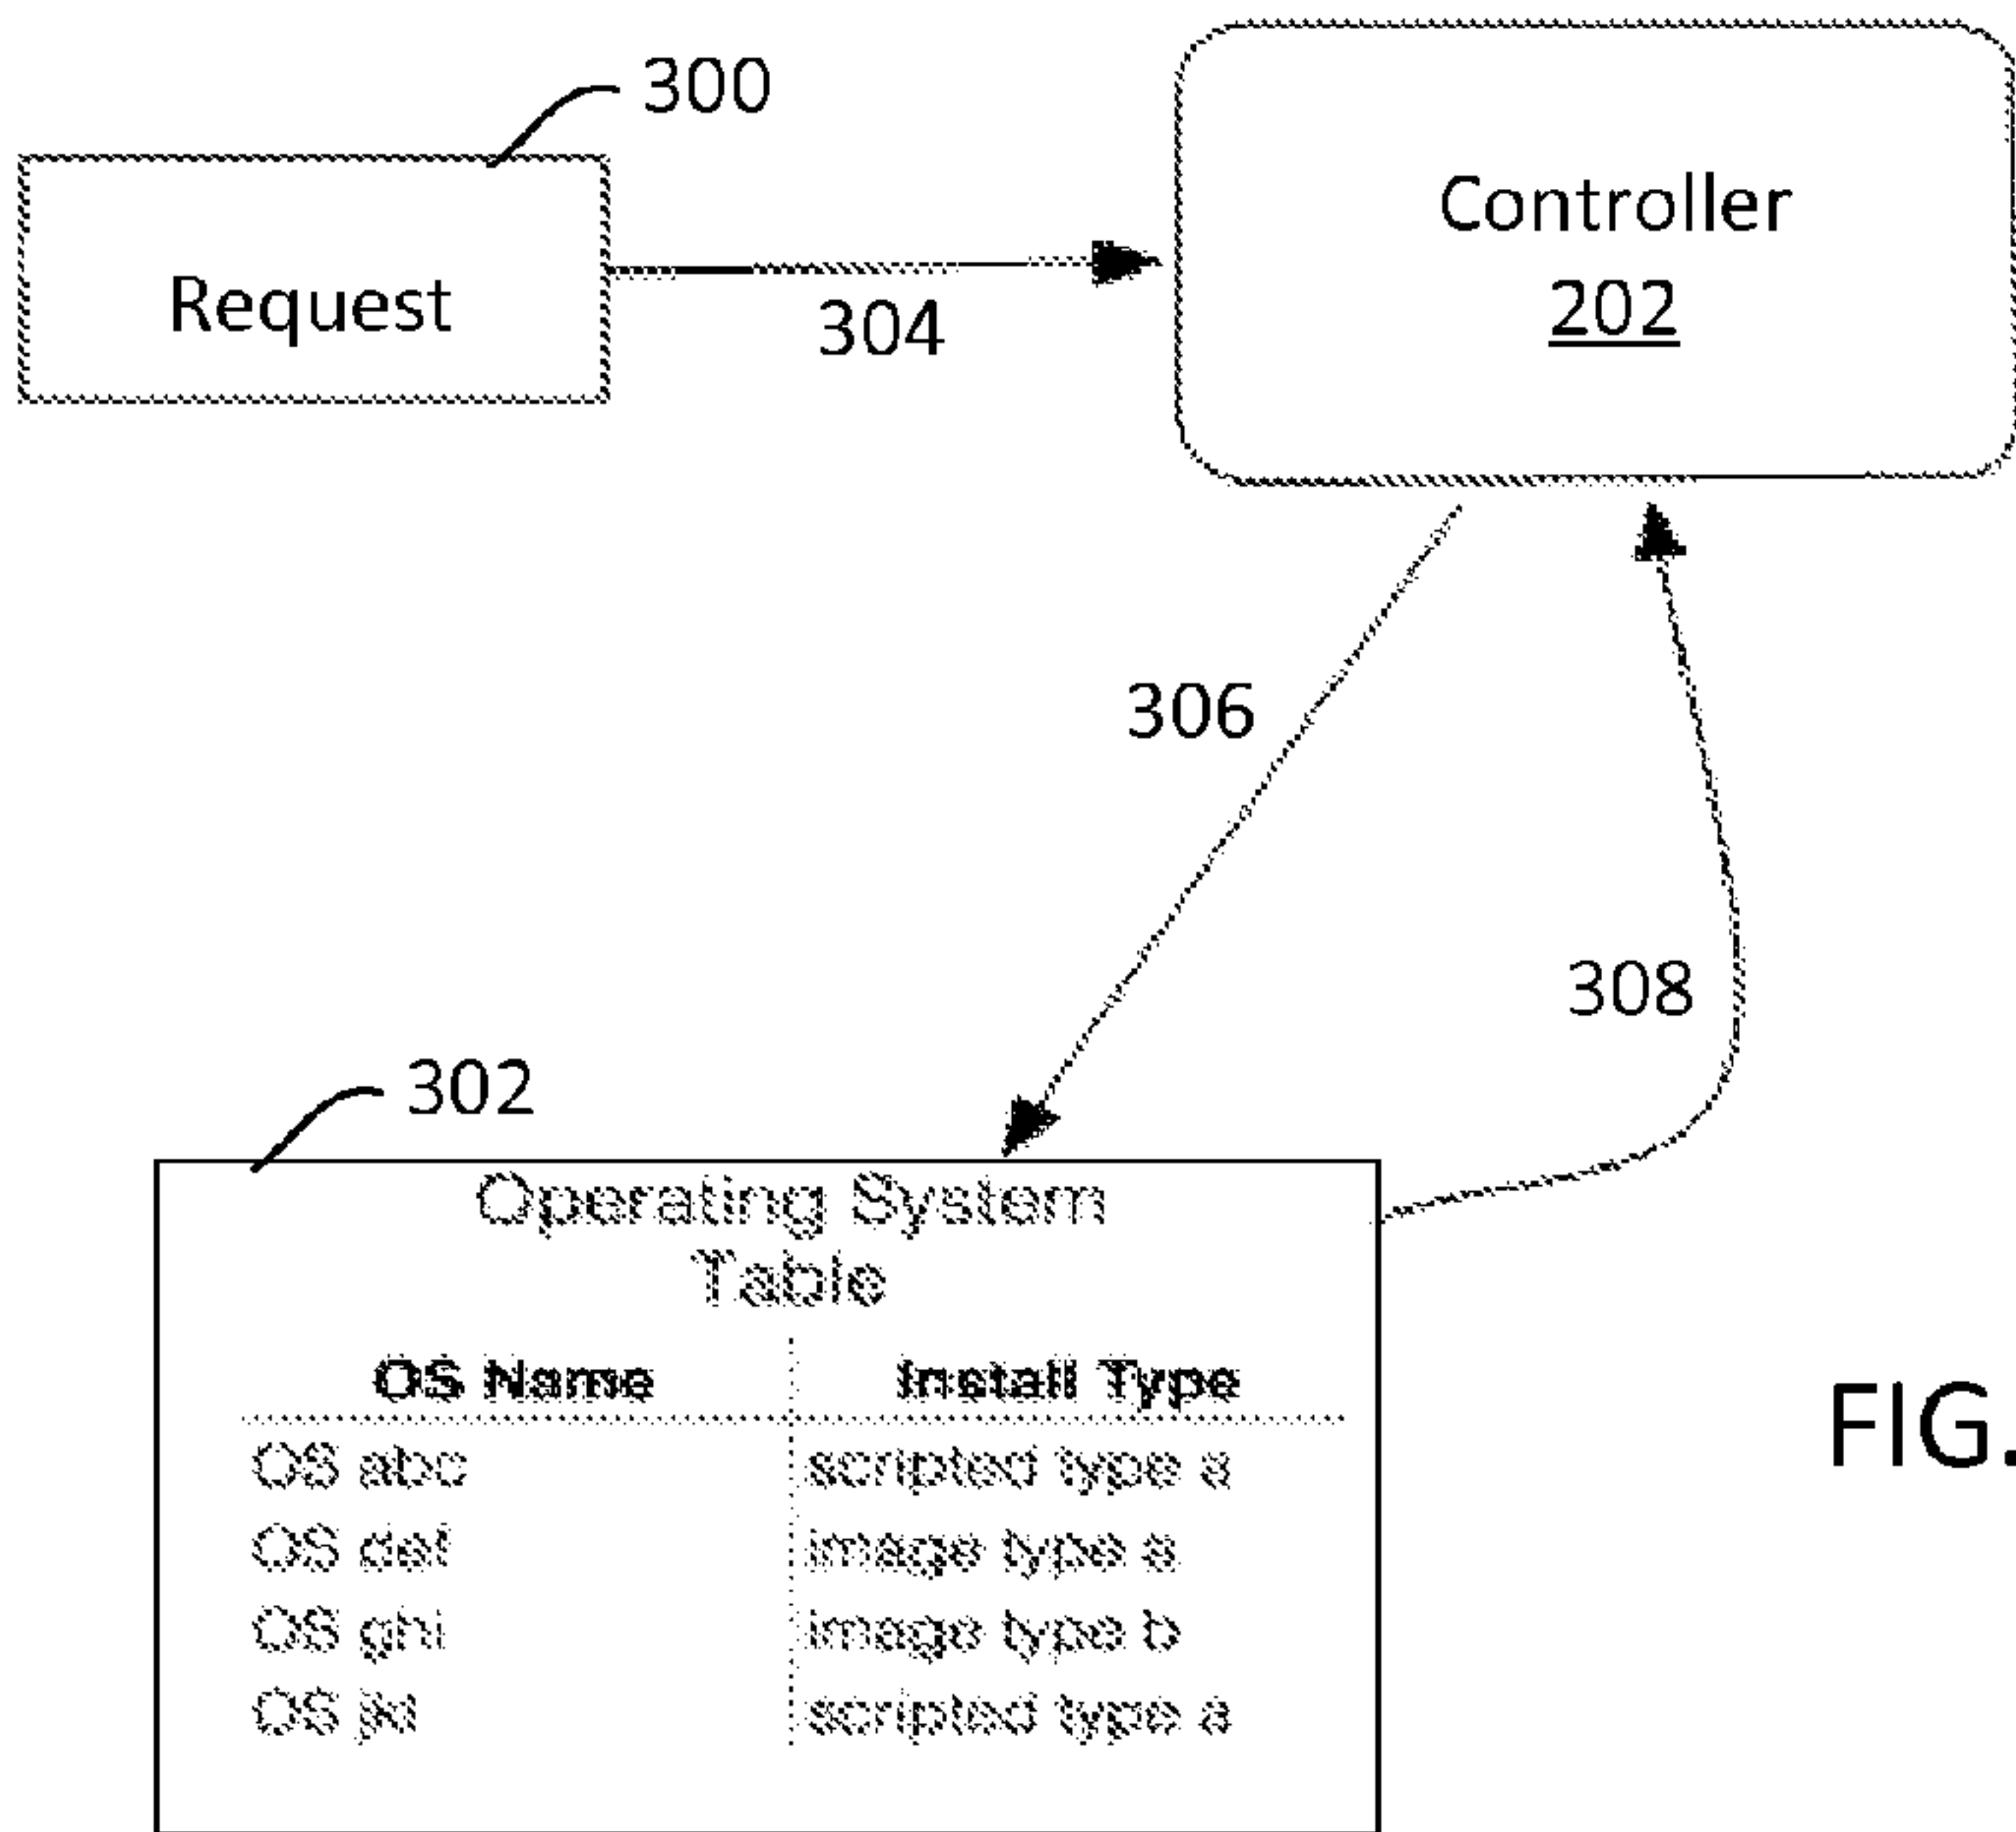 300
Request
304
Controller
202
306
308
302
Operating System
Table
OS Name Install Type
OS abc scripted type a
OS def image type a
OS ghi image type b
OS jkl scripted type a
FIG.